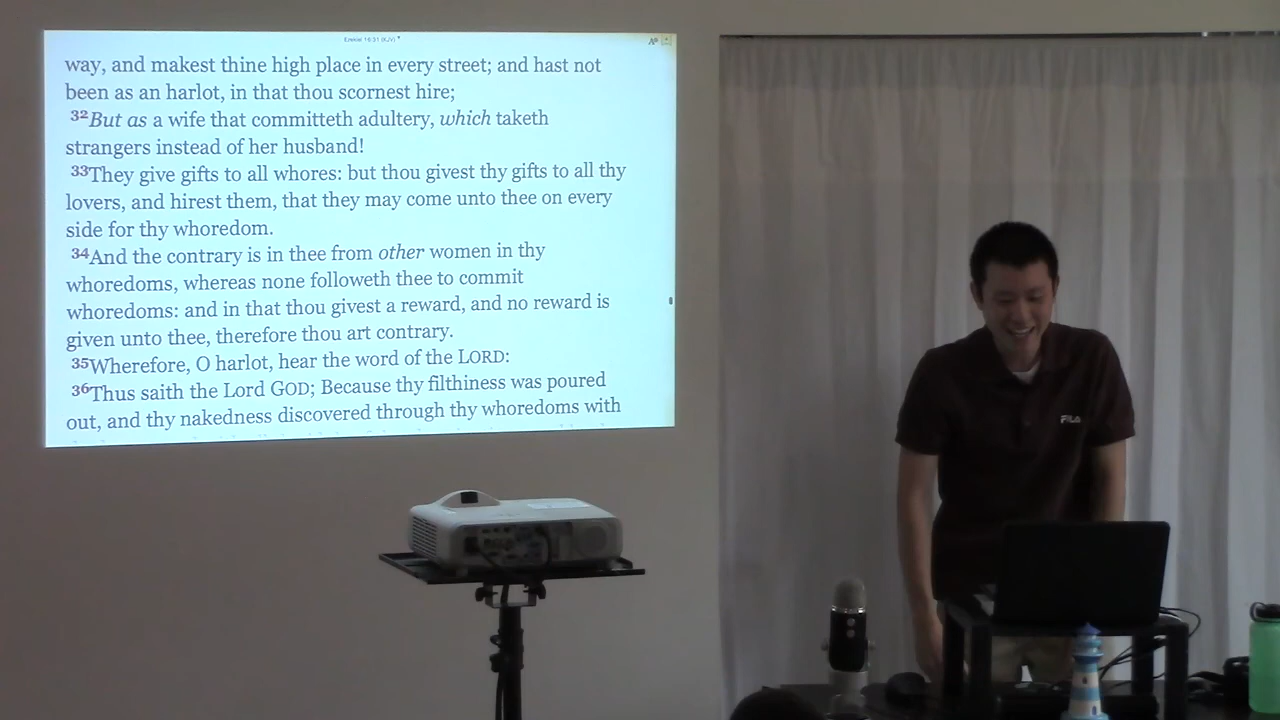 Ezekiel 16:31 (KJV)
way, and makest thine high place in every street; and hast not
been as an harlot, in that thou scornest hire;
32But as a wife that committeth adultery, which taketh
strangers instead of her husband!
33They give gifts to all whores: but thou givest thy gifts to all thy
lovers, and hirest them, that they may come unto thee on every
side for thy whoredom.
34And the contrary is in thee from other women in thy
whoredoms, whereas none followeth thee to commit
whoredoms: and in that thou givest a reward, and no reward is
given unto thee, therefore thou art contrary.
35Wherefore, O harlot, hear the word of the LORD:
36Thus saith the Lord GOD; Because thy filthiness was poured
out, and thy nakedness discovered through thy whoredoms with
FILA